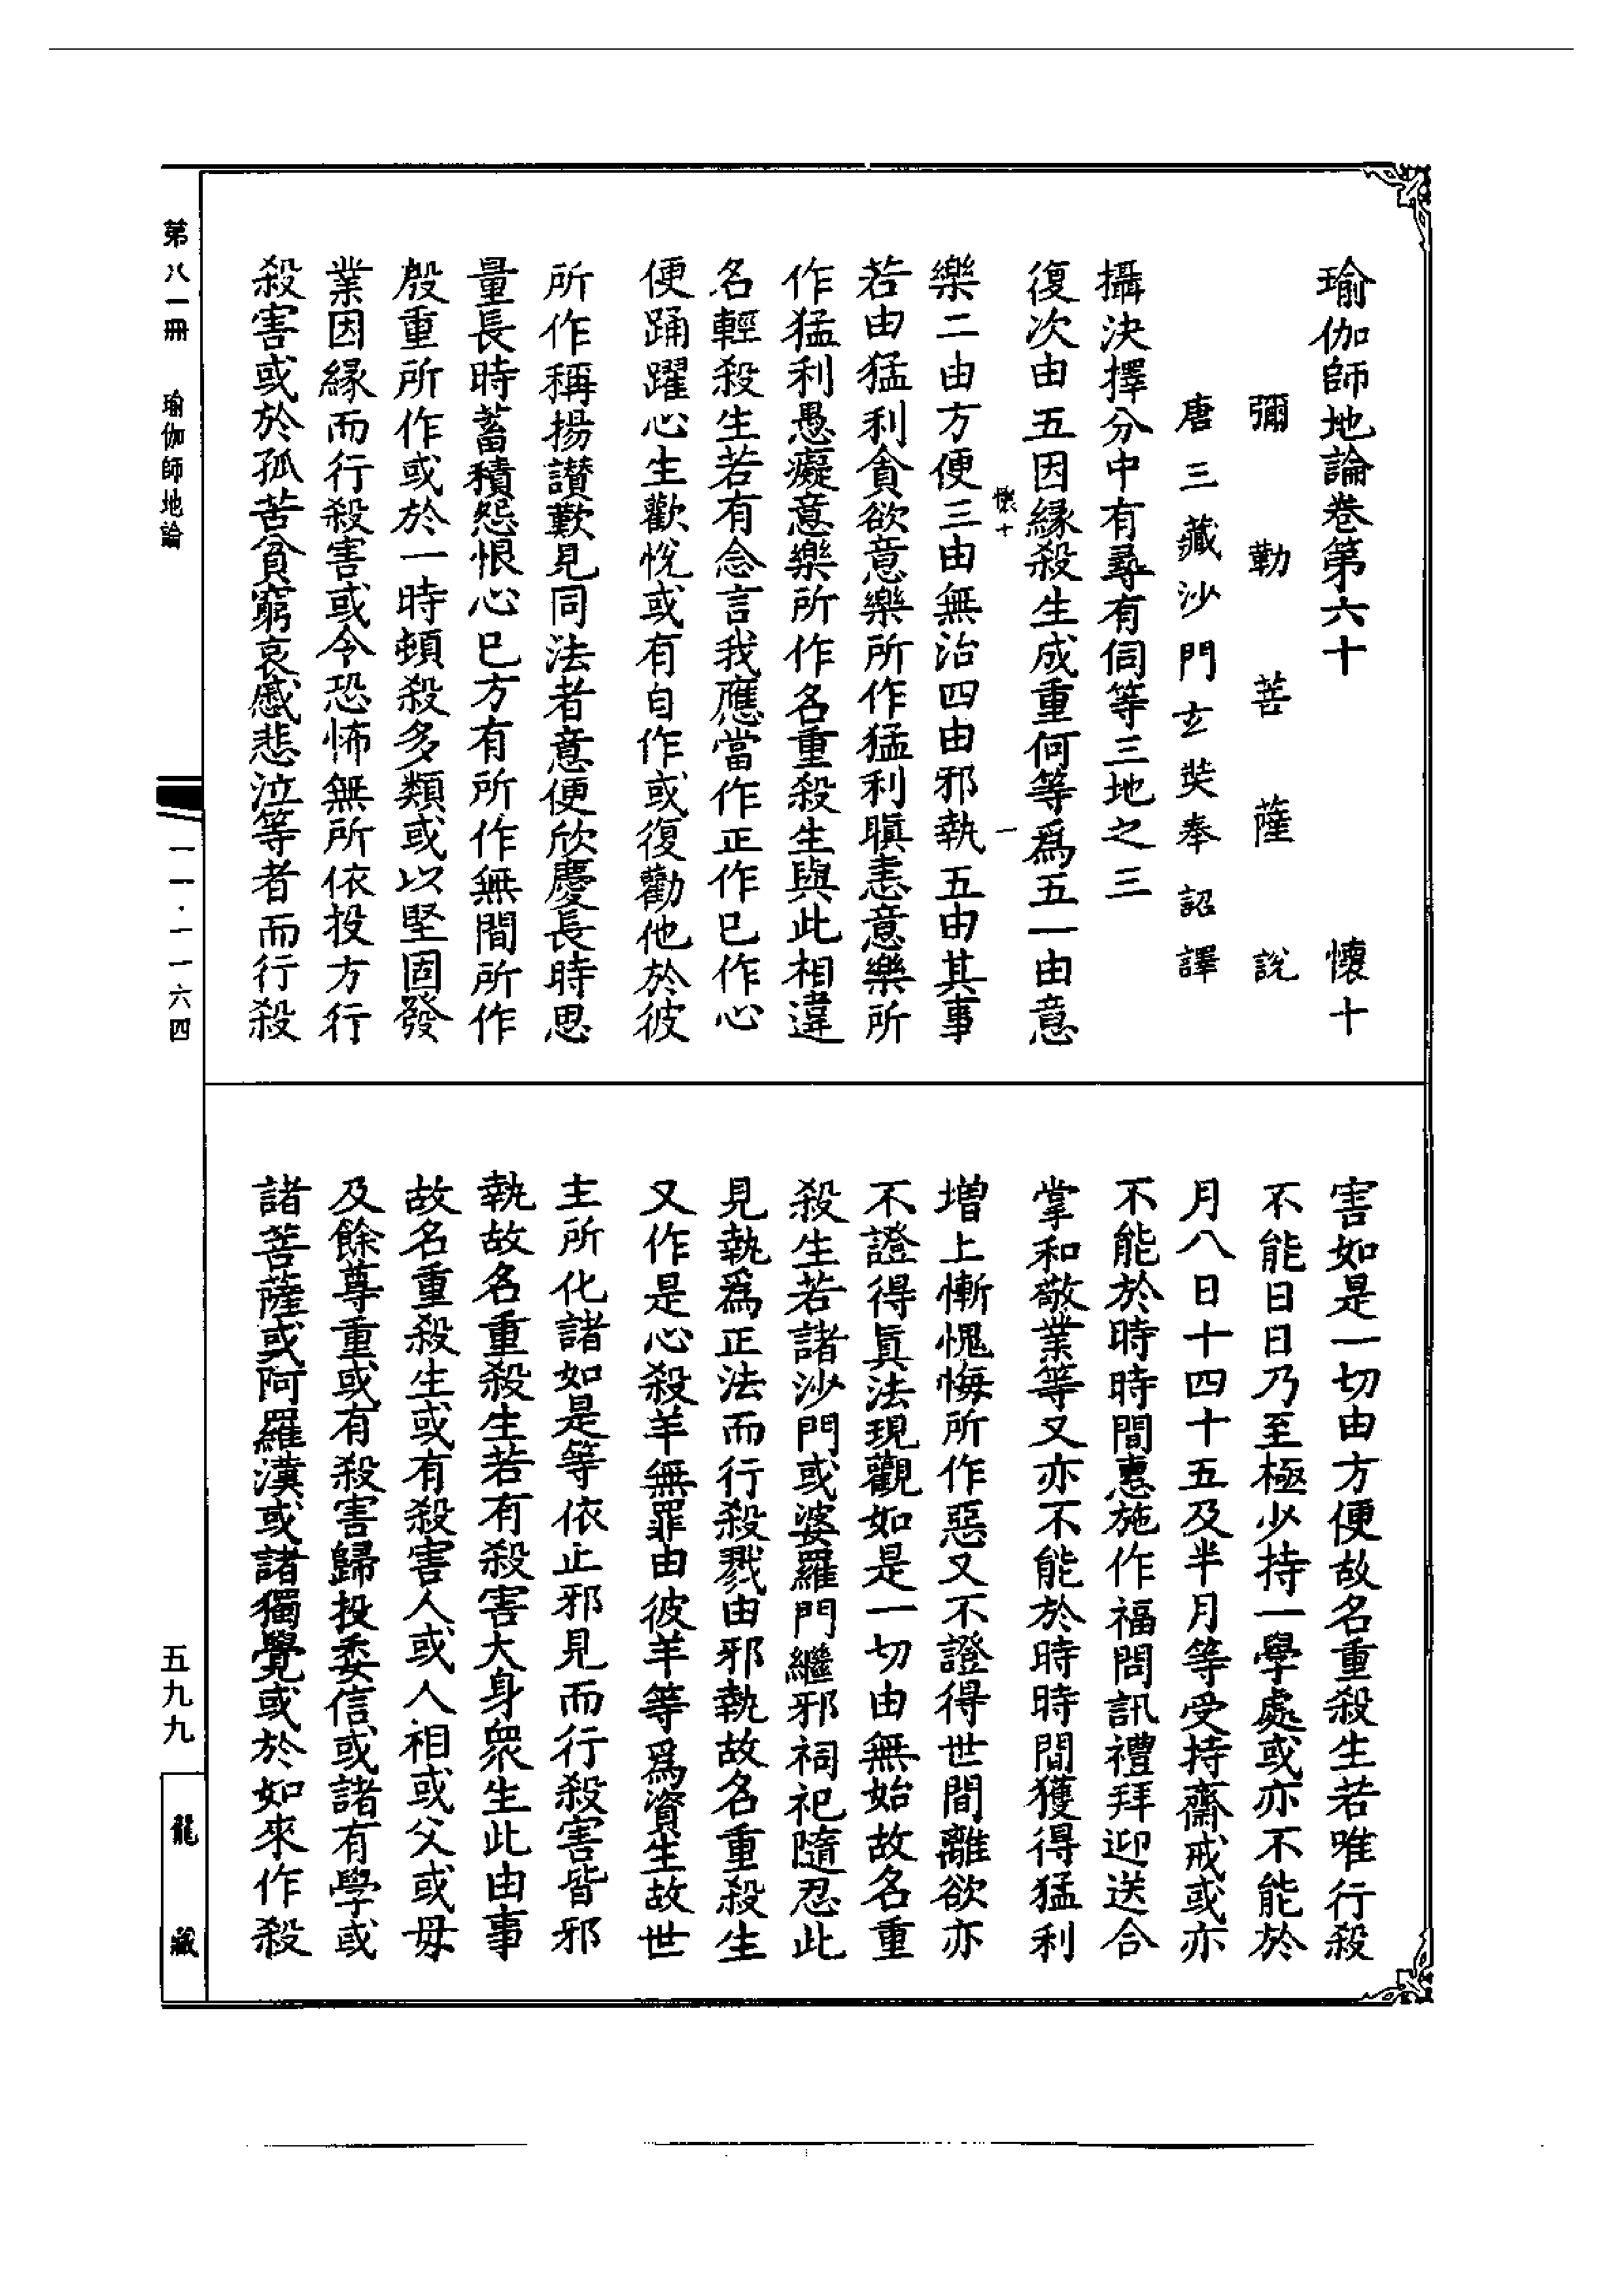 瑜伽師地論卷第六十　懷十
彌勒菩薩說
唐三藏沙門玄奘奉詔譯
攝決擇分中有尋有伺等三地之三
復次由五因緣殺生成重何等為五一由意
懷十　一
樂二由方便三由無治四由邪執五由其事
若由猛利貪欲意樂所作猛利瞋恚意樂所
作猛利愚癡意樂所作名重殺生與此相違
名輕殺生若有念言我應當作正作已作心
便踊躍心生歡悅或有自作或復勸他於彼
所作稱揚讃歎見同法者意便欣慶長時思
量長時蓄積怨恨心已方有所作無間所作
殷重所作或於一時頓殺多類或以堅固發
業因緣而行殺害或令恐怖無所依投方行
殺害或於孤苦貧窮哀慼悲泣等者而行殺
害如是一切由方便故名重殺生若唯行殺
不能日日乃至極少持一學處或亦不能於
月八日十四十五及半月等受持齋戒或亦
不能於時時間惠施作福問訊禮拜迎送合
掌和敬業等又亦不能於時時間獲得猛利
增上慚愧悔所作惡又不證得世間離欲亦
不證得真法現觀如是一切由無始故名重
殺生若諸沙門或婆羅門繼邪祠祀隨忍此
見執為正法而行殺戮由邪執故名重殺生
又作是心殺羊無罪由彼羊等為資生故世
主所化諸如是等依止邪見而行殺害皆邪
執故名重殺生若有殺害大身衆生此由事
故名重殺生或有殺害人或人相或父或母
及餘尊重或有殺害歸投委信或諸有學或
諸菩薩或阿羅漢或諸獨覺或於如來作殺
第八一冊　瑜伽師地論
一一·一一六四
五九九
龍藏